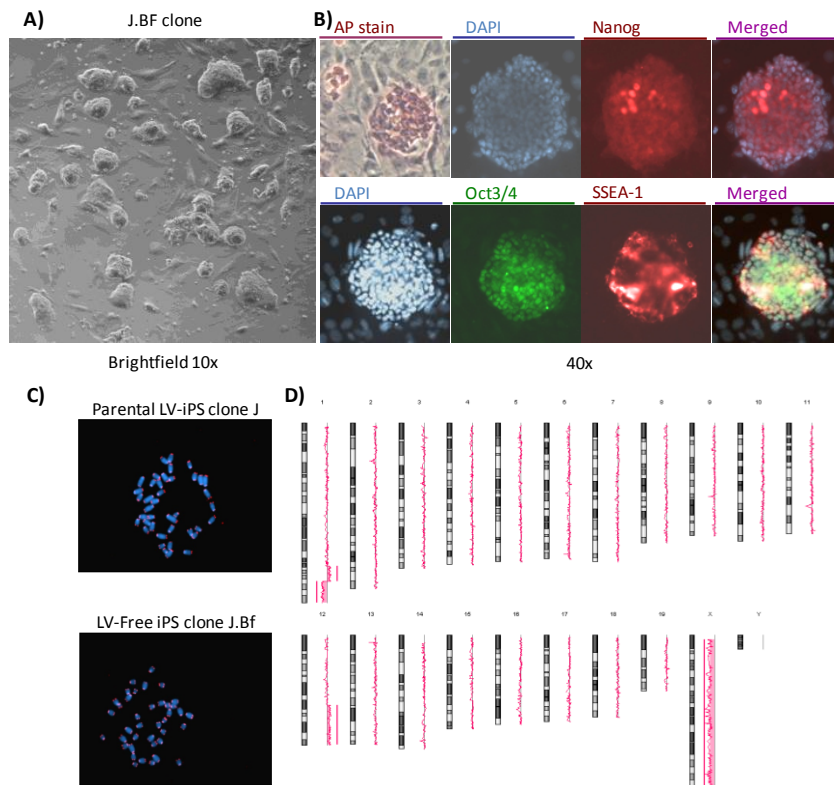 A)
J.BF clone
B)
AP stain DAPI Nanog Merged
DAPI Oct3/4 SSEA-1 Merged
Brightfield 10x
40x
C)
Parental LV-iPS clone J
D)
1 2 3 4 5 6 7 8 9 10 11
LV-Free iPS clone J.Bf
12 13 14 15 16 17 18 19 X Y